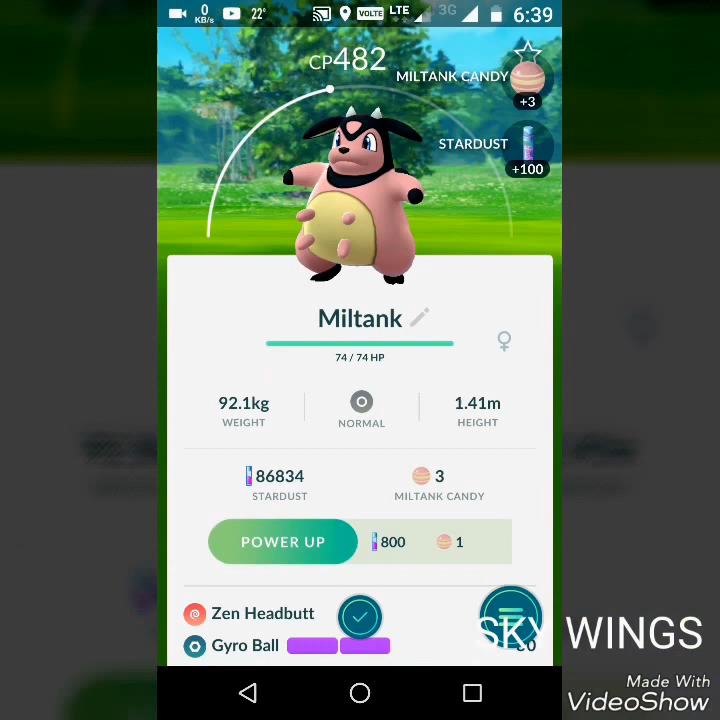 0 KB/s 22° VOLTE LTE 3G 6:39
CP482
MILTANK CANDY
+3
STARDUST
+100
Miltank
74 / 74 HP
92.1kg
WEIGHT
NORMAL
1.41m
HEIGHT
86834
STARDUST
3
MILTANK CANDY
POWER UP
800
1
Zen Headbutt
Gyro Ball
SKY WINGS
Made With
VideoShow